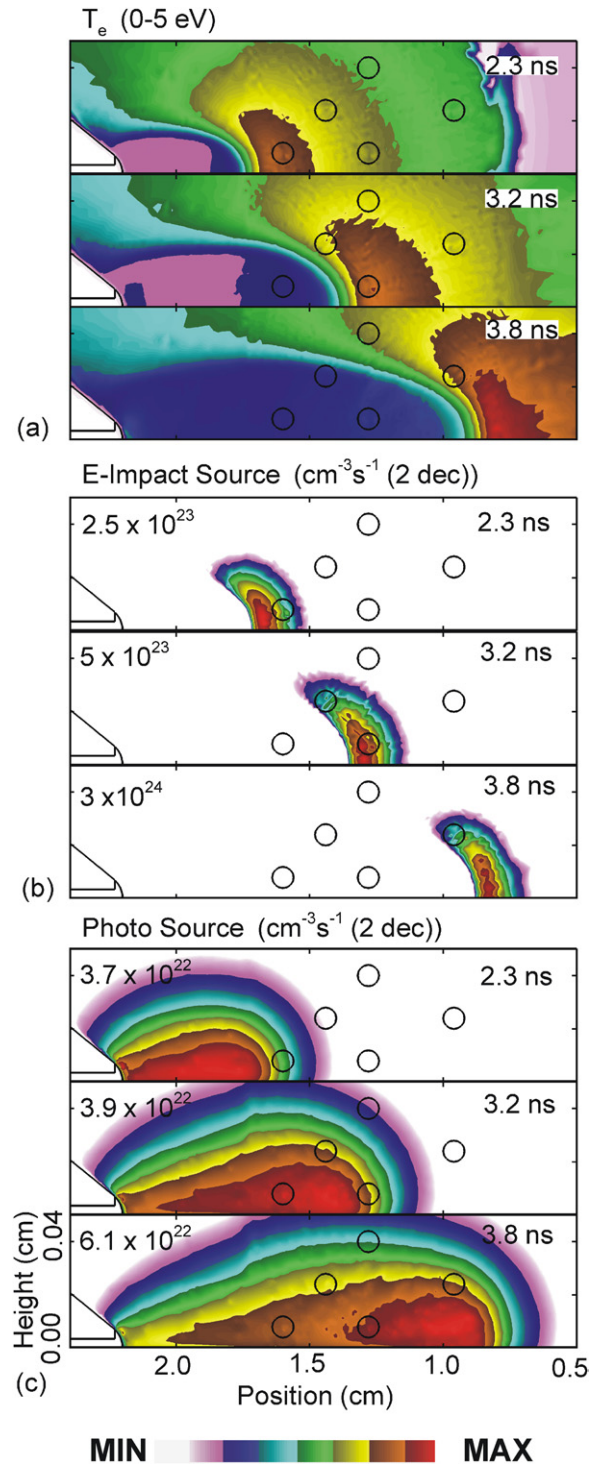 Tₑ (0-5 eV)
2.3 ns
3.2 ns
3.8 ns
(a)
E-Impact Source (cm⁻³s⁻¹ (2 dec))
2.5 x 10²³ 2.3 ns
5 x 10²³ 3.2 ns
3 x10²⁴ 3.8 ns
(b)
Photo Source (cm⁻³s⁻¹ (2 dec))
3.7 x 10²² 2.3 ns
3.9 x 10²² 3.2 ns
6.1 x 10²² 3.8 ns
Height (cm)
0.00 0.04
(c)
2.0 1.5 1.0 0.5
Position (cm)
MIN MAX